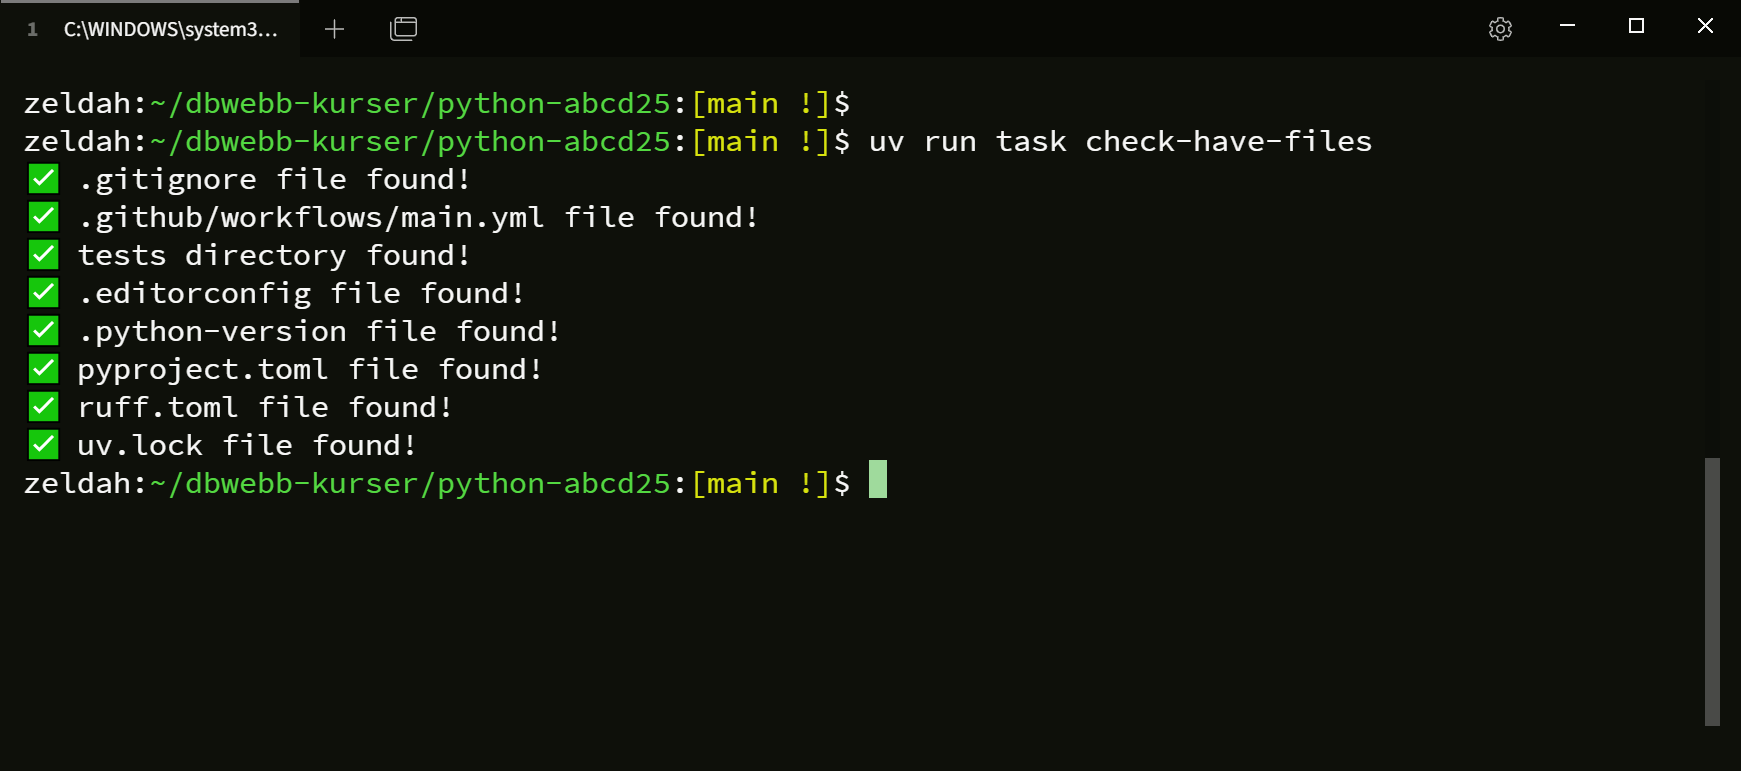 1 C:\WINDOWS\system3...
zeldah:~/dbwebb-kurser/python-abcd25:[main !]$
zeldah:~/dbwebb-kurser/python-abcd25:[main !]$ uv run task check-have-files
✅ .gitignore file found!
✅ .github/workflows/main.yml file found!
✅ tests directory found!
✅ .editorconfig file found!
✅ .python-version file found!
✅ pyproject.toml file found!
✅ ruff.toml file found!
✅ uv.lock file found!
zeldah:~/dbwebb-kurser/python-abcd25:[main !]$